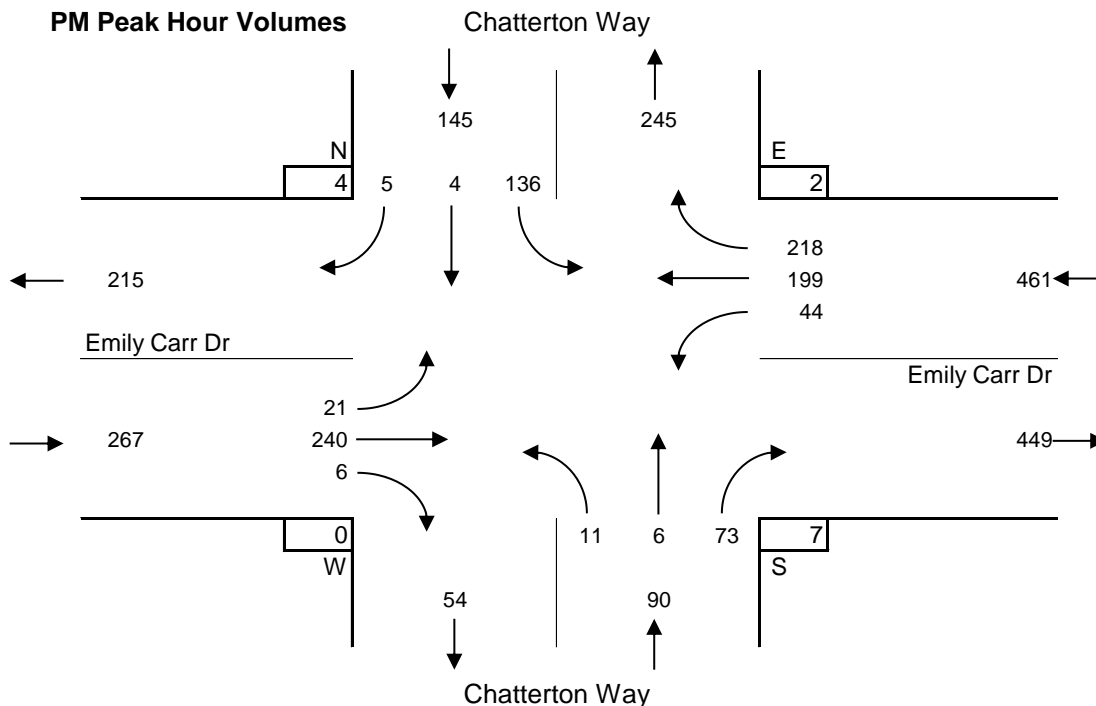 PM Peak Hour Volumes Chatterton Way
145 245
N E
4 5 4 136 2
218
215 199 461
44
Emily Carr Dr
Emily Carr Dr
21
267 240 449
6
0 11 6 73 7
W S
54 90
Chatterton Way